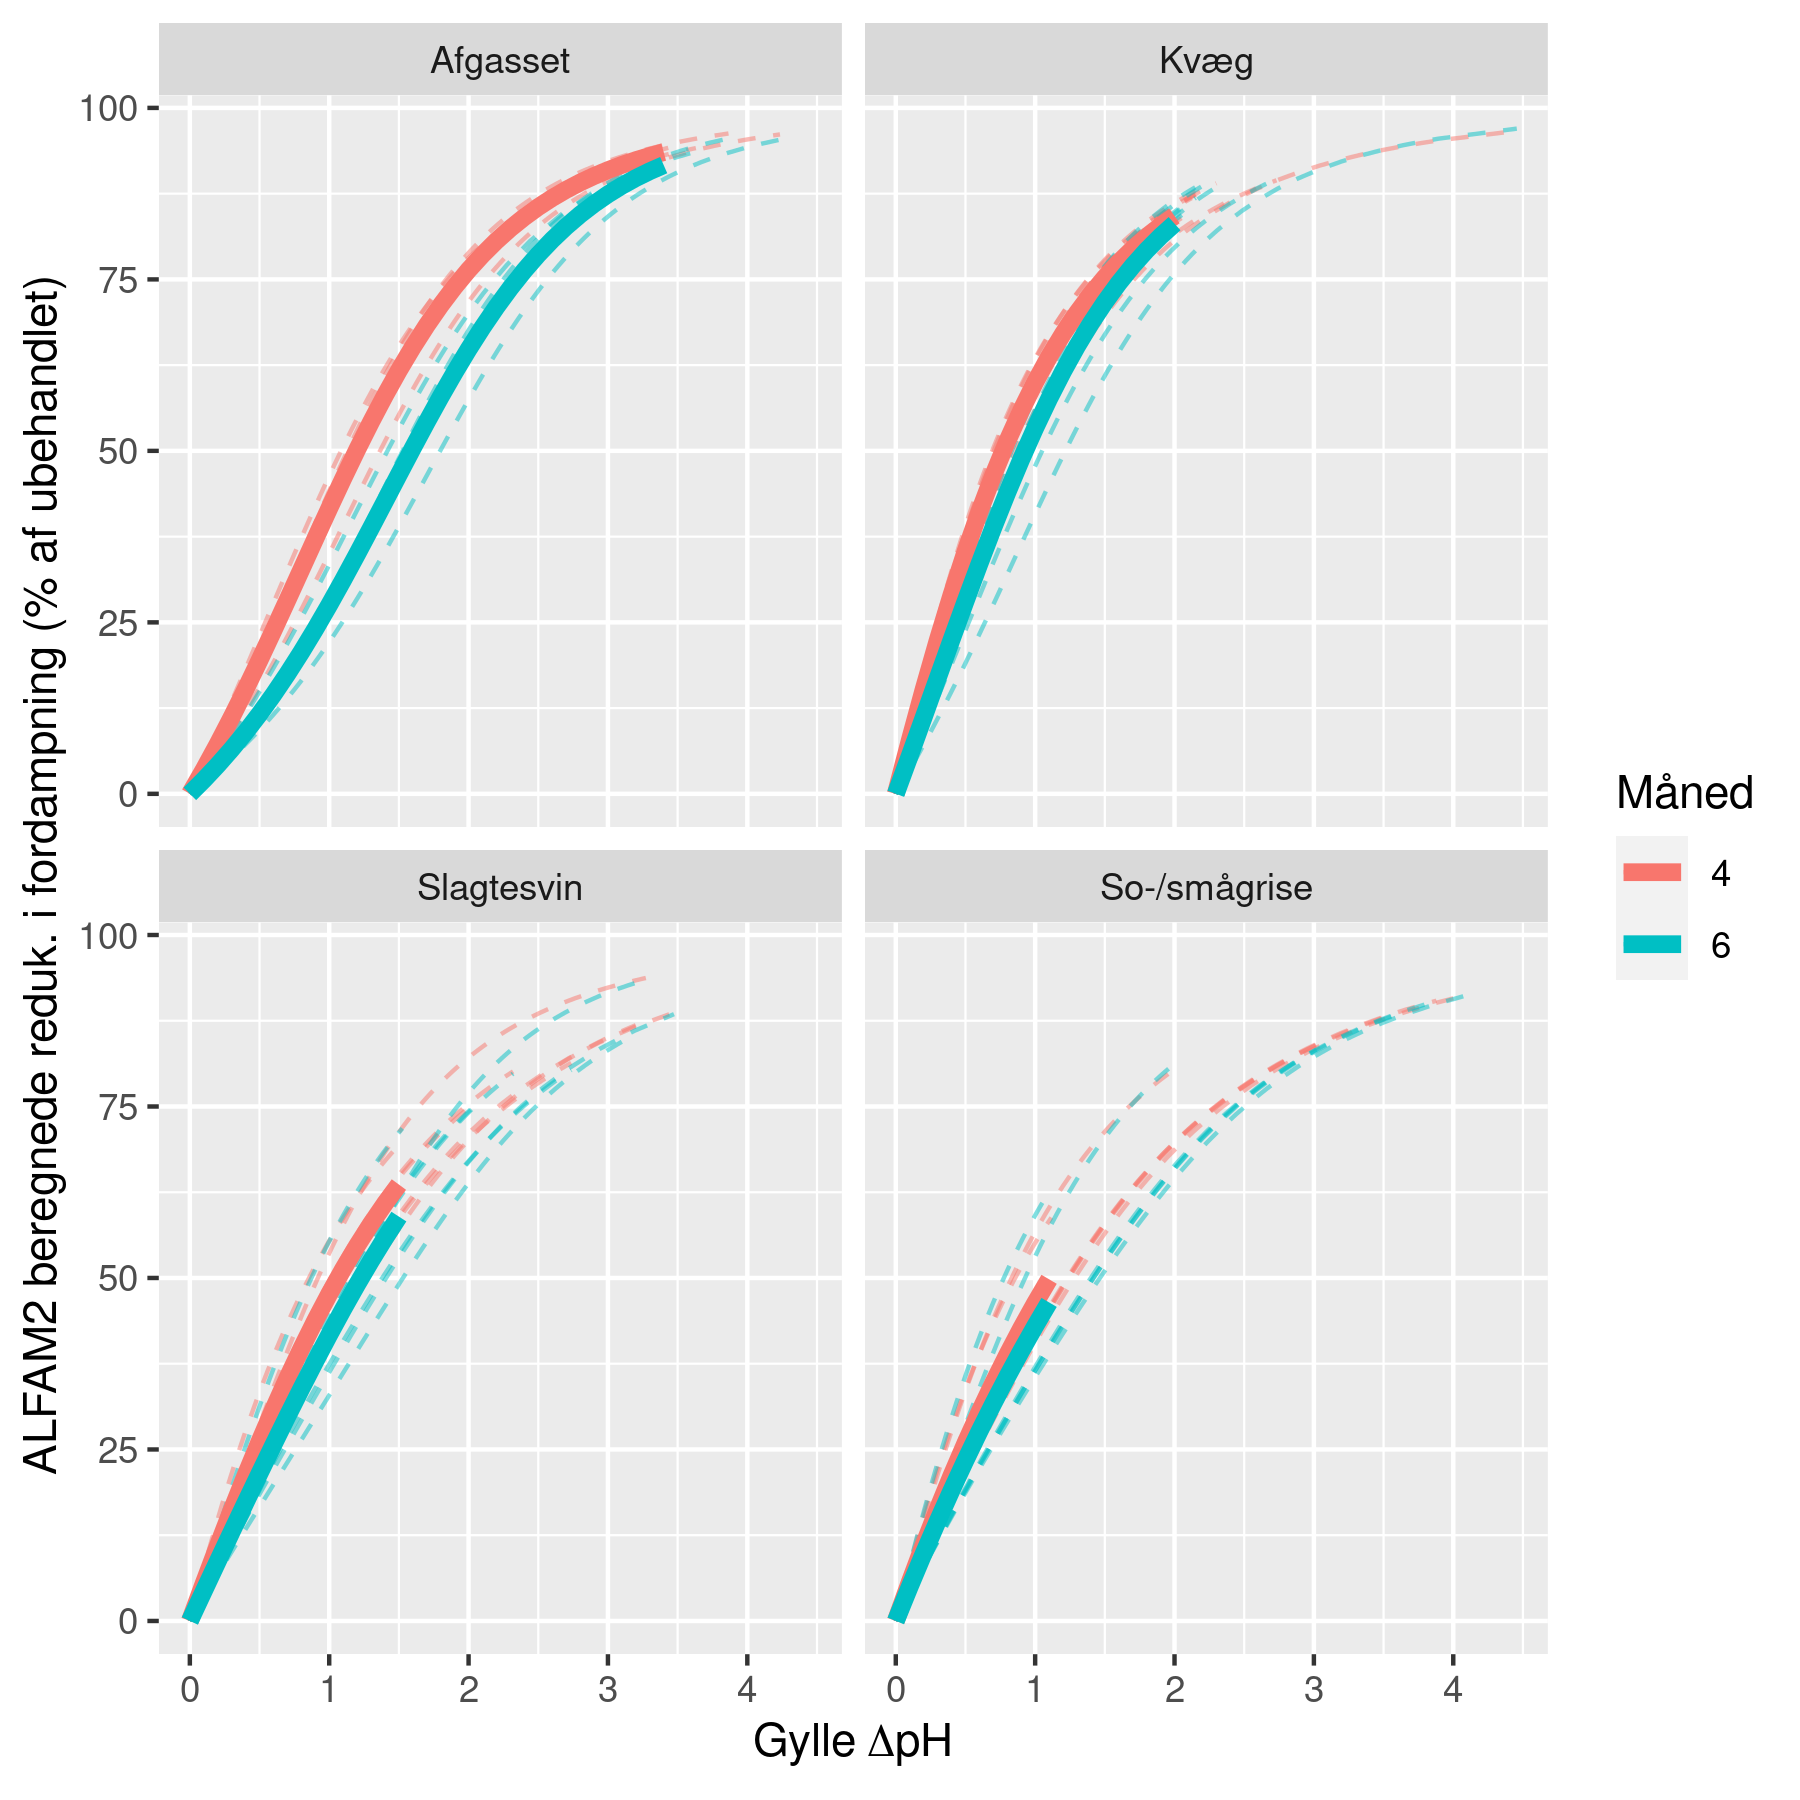 Afgasset
Kvæg
100
75
50
25
0
Slagtesvin
So-/smågrise
100
75
50
25
0
0 1 2 3 4
0 1 2 3 4
Gylle ΔpH
ALFAM2 beregnede reduk. i fordampning (% af ubehandlet)
Måned
4
6